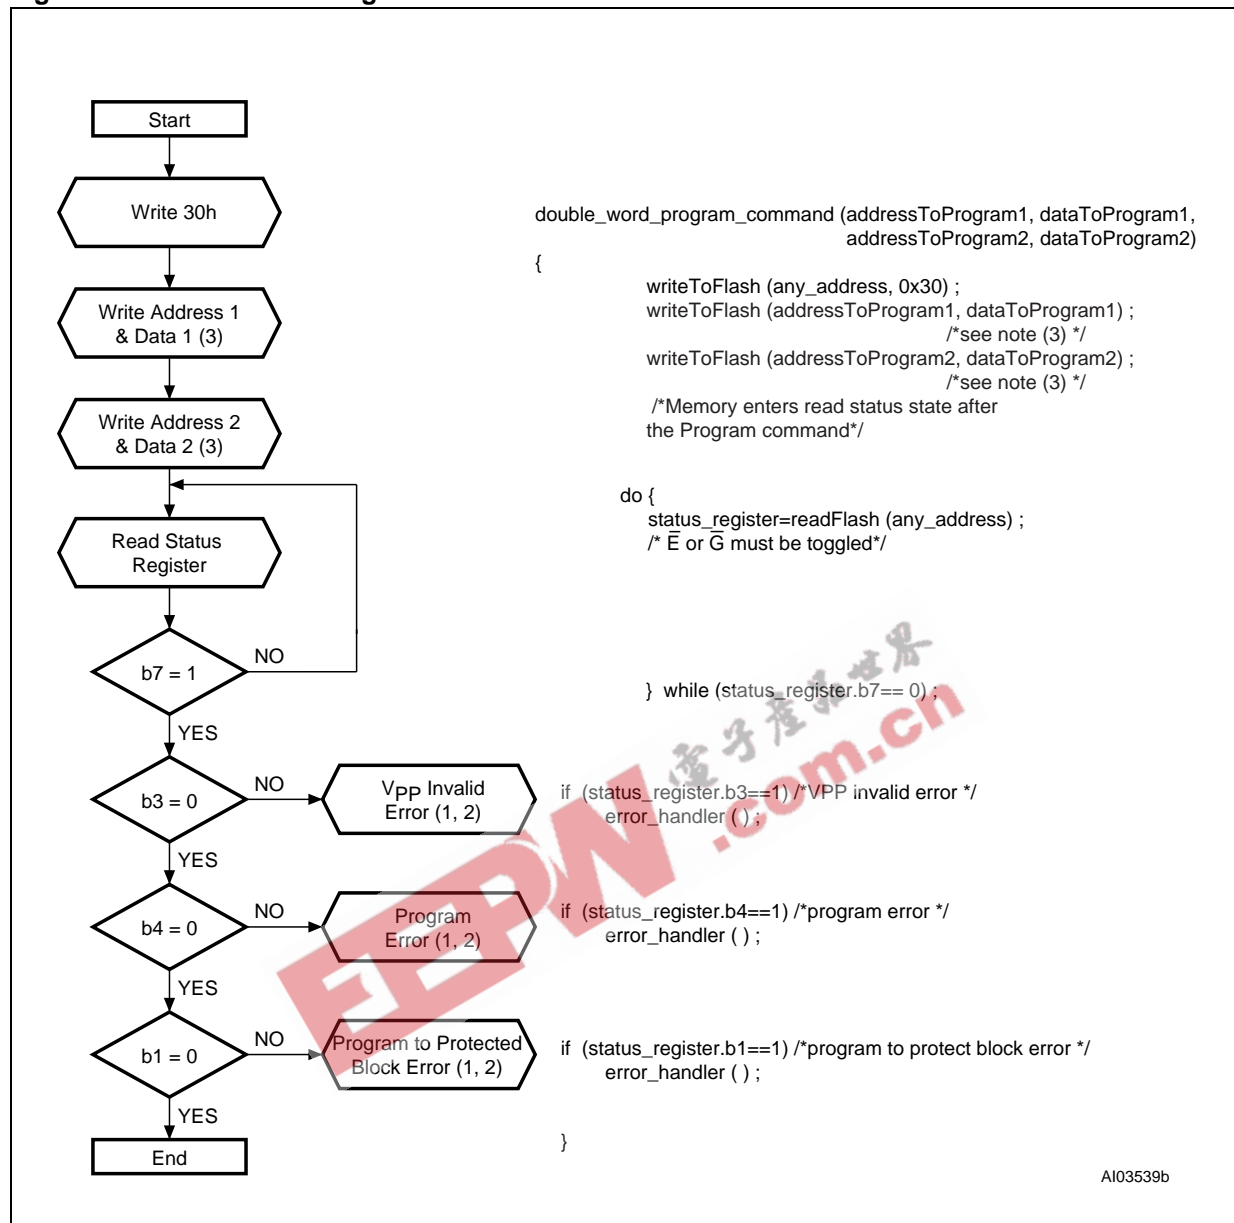 Start
Write 30h
Write Address 1
& Data 1 (3)
Write Address 2
& Data 2 (3)
Read Status
Register
b7 = 1
NO
YES
b3 = 0
NO
VPP Invalid
Error (1, 2)
YES
b4 = 0
NO
Program
Error (1, 2)
YES
b1 = 0
NO
Program to Protected
Block Error (1, 2)
YES
End
double_word_program_command (addressToProgram1, dataToProgram1,
addressToProgram2, dataToProgram2)
{
writeToFlash (any_address, 0x30) ;
writeToFlash (addressToProgram1, dataToProgram1) ;
/*see note (3) */
writeToFlash (addressToProgram2, dataToProgram2) ;
/*see note (3) */
/*Memory enters read status state after
the Program command*/
do {
status_register=readFlash (any_address) ;
/* E̅ or G̅ must be toggled*/
} while (status_register.b7== 0) ;
if (status_register.b3==1) /*VPP invalid error */
error_handler ( ) ;
if (status_register.b4==1) /*program error */
error_handler ( ) ;
if (status_register.b1==1) /*program to protect block error */
error_handler ( ) ;
}
AI03539b
EEPW
電子產品世界
.com.cn